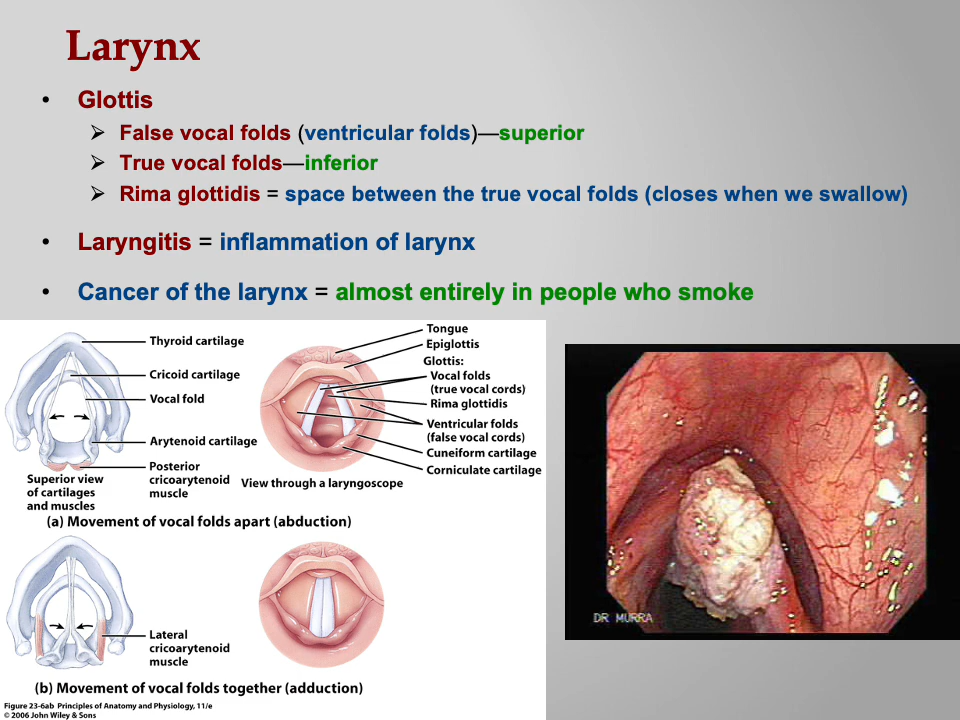 Larynx
• Glottis
➢ False vocal folds (ventricular folds)—superior
➢ True vocal folds—inferior
➢ Rima glottidis = space between the true vocal folds (closes when we swallow)
• Laryngitis = inflammation of larynx
• Cancer of the larynx = almost entirely in people who smoke
Thyroid cartilage
Cricoid cartilage
Vocal fold
Arytenoid cartilage
Posterior
cricoarytenoid
muscle
Superior view
of cartilages
and muscles
Tongue
Epiglottis
Glottis:
Vocal folds
(true vocal cords)
Rima glottidis
Ventricular folds
(false vocal cords)
Cuneiform cartilage
Corniculate cartilage
View through a laryngoscope
(a) Movement of vocal folds apart (abduction)
Lateral
cricoarytenoid
muscle
(b) Movement of vocal folds together (adduction)
Figure 23-6ab Principles of Anatomy and Physiology, 11/e
© 2006 John Wiley & Sons
DR MURRA